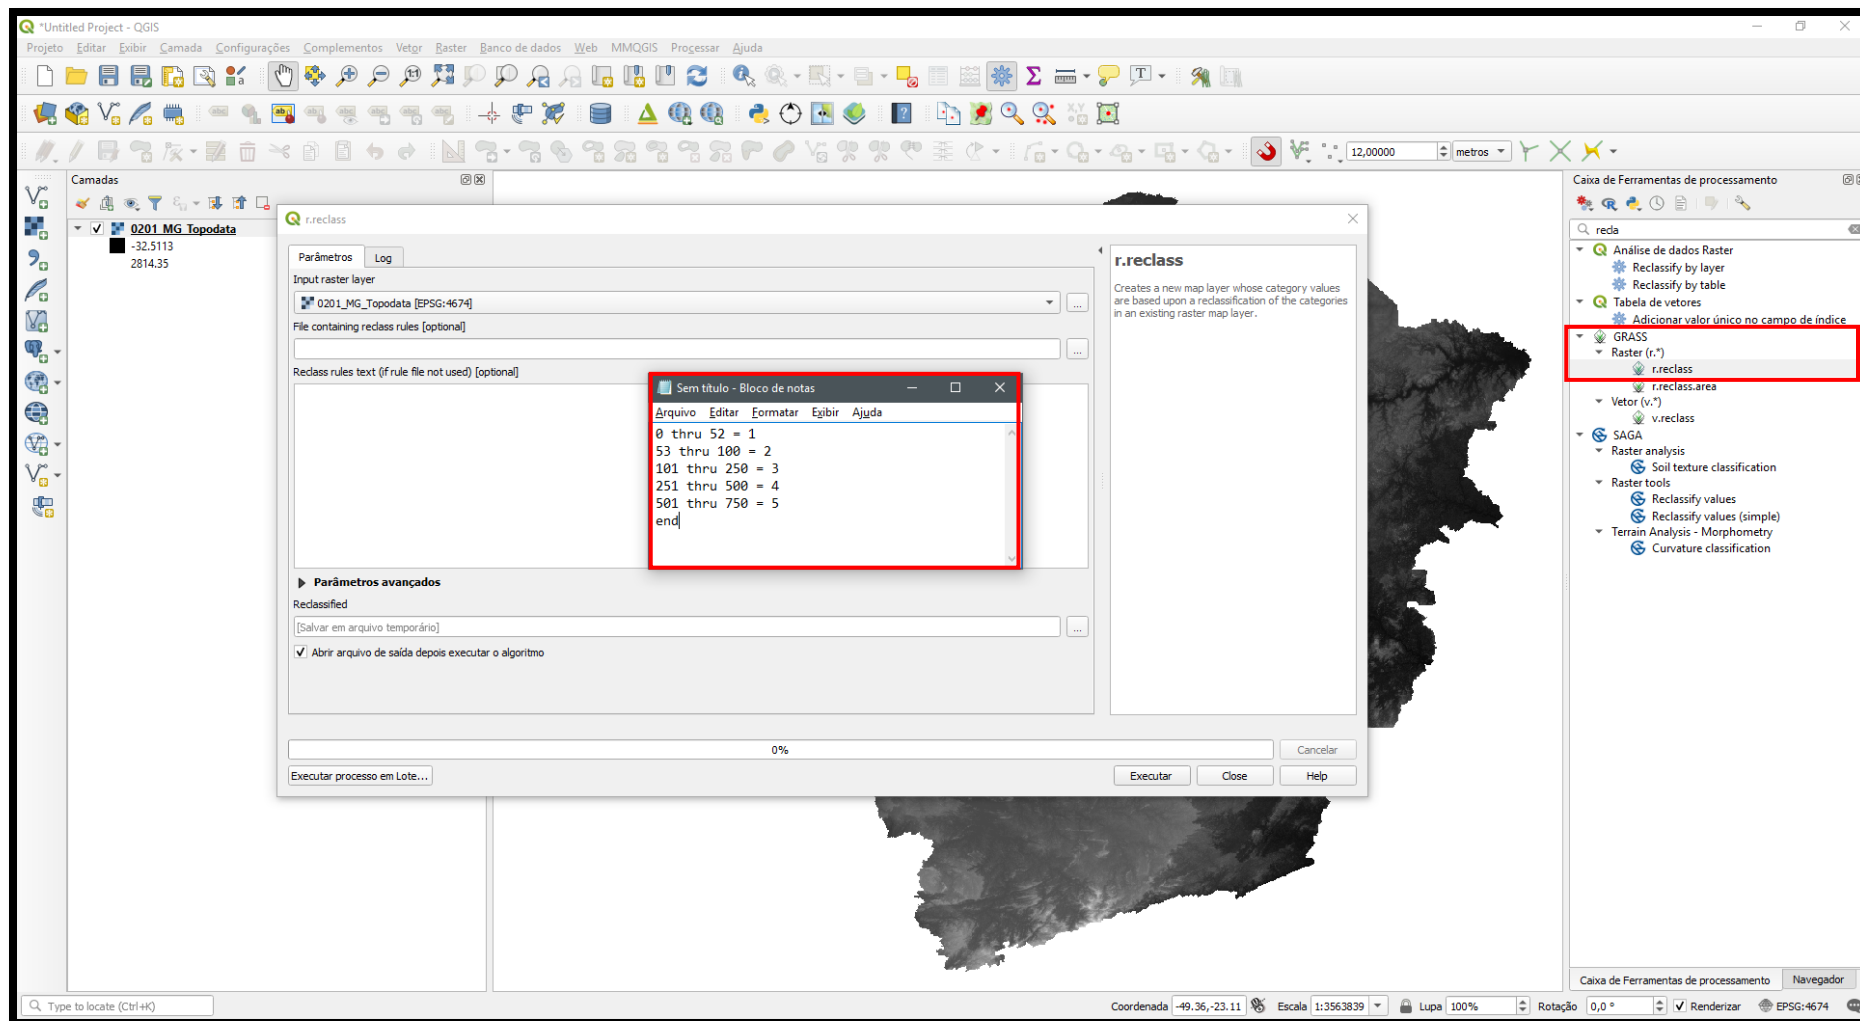 *Untitled Project - QGIS
Projeto Editar Exibir Camada Configurações Complementos Vetor Raster Banco de dados Web MMQGIS Processar Ajuda
12,00000 metros
Camadas
0201_MG_Topodata
-32.5113
2814.35
r.reclass
Parâmetros Log
Input raster layer
0201_MG_Topodata [EPSG:4674]
...
File containing reclass rules [optional]
...
Reclass rules text (if rule file not used) [optional]
Sem título - Bloco de notas
Arquivo Editar Formatar Exibir Ajuda
0 thru 52 = 1
53 thru 100 = 2
101 thru 250 = 3
251 thru 500 = 4
501 thru 750 = 5
end
Parâmetros avançados
Reclassified
[Salvar em arquivo temporário]
...
Abrir arquivo de saída depois executar o algoritmo
r.reclass
Creates a new map layer whose category values
are based upon a reclassification of the categories
in an existing raster map layer.
0%
Cancelar
Executar processo em Lote...
Executar Close Help
Caixa de Ferramentas de processamento
recla
Análise de dados Raster
Reclassify by layer
Reclassify by table
Tabela de vetores
Adicionar valor único no campo de índice
GRASS
Raster (r.*)
r.reclass
r.reclass.area
Vetor (v.*)
v.reclass
SAGA
Raster analysis
Soil texture classification
Raster tools
Reclassify values
Reclassify values (simple)
Terrain Analysis - Morphometry
Curvature classification
Caixa de Ferramentas de processamento Navegador
Type to locate (Ctrl+K)
Coordenada -49.36,-23.11 Escala 1:3563839 Lupa 100% Rotação 0,0 ° Renderizar EPSG:4674